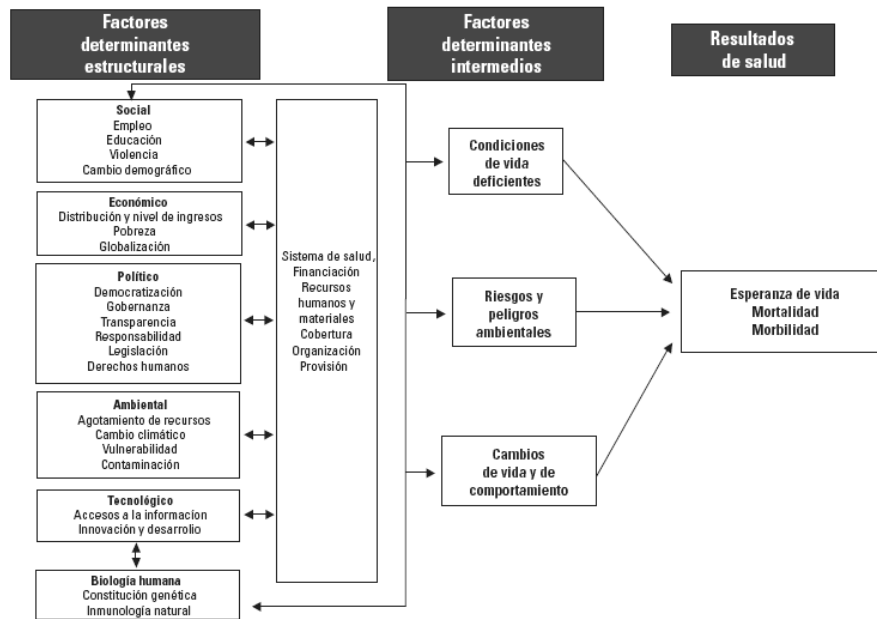 Factores
determinantes
estructurales
Factores
determinantes
intermedios
Resultados
de salud
Social
Empleo
Educación
Violencia
Cambio demográfico
Económico
Distribución y nivel de ingresos
Pobreza
Globalización
Político
Democratización
Gobernanza
Transparencia
Responsabilidad
Legislación
Derechos humanos
Ambiental
Agotamiento de recursos
Cambio climático
Vulnerabilidad
Contaminación
Tecnológico
Accesos a la informacion
Innovación y desarrolio
Biología humana
Constitución genética
Inmunología natural
Sistema de salud,
Financiación
Recursos
humanos y
materiales
Cobertura
Organización
Provisión
Condiciones
de vida
deficientes
Riesgos y
peligros
ambientales
Cambios
de vida y de
comportamiento
Esperanza de vida
Mortalidad
Morbilidad